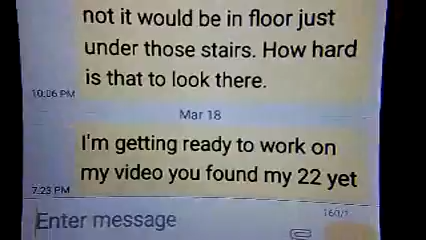 not it would be in floor just
under those stairs. How hard
is that to look there.
10:06 PM
Mar 18
I'm getting ready to work on
my video you found my 22 yet
7:23 PM
Enter message
160/1